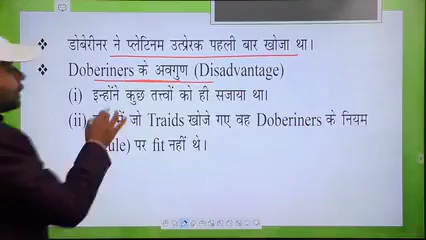 ❖ डोबेरीनर ने प्लेटिनम उत्प्रेरक पहली बार खोजा था।
❖ Doberiners के अवगुण (Disadvantage)
(i) इन्होंने कुछ तत्त्वों को ही सजाया था।
(ii) में जो Traids खोजे गए वह Doberiners के नियम
पर fit नहीं थे।